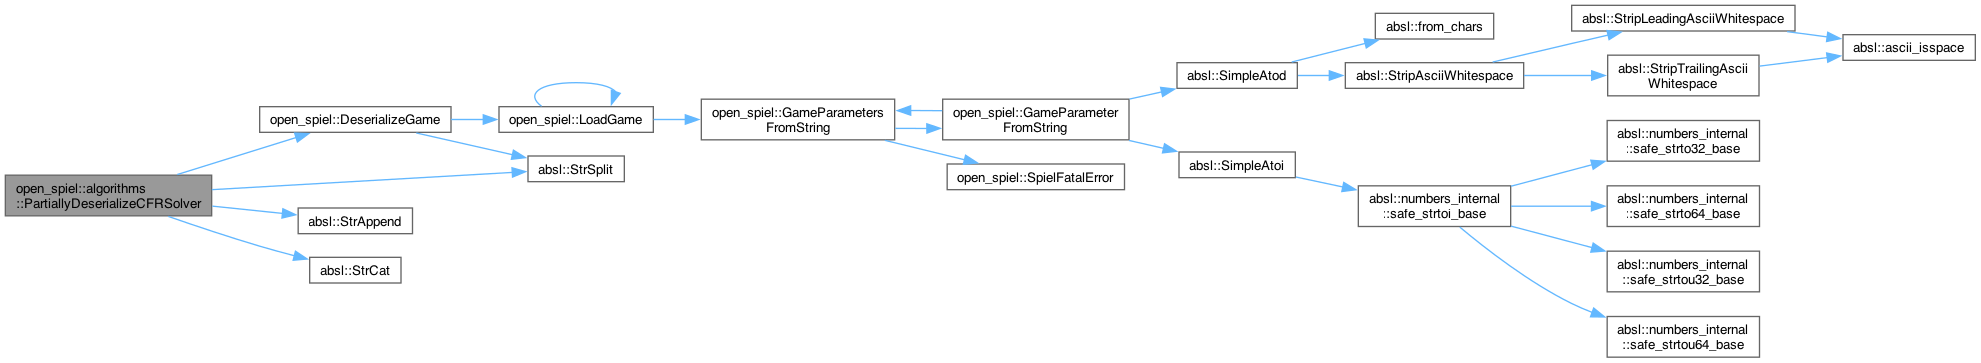 open_spiel::algorithms
::PartiallyDeserializeCFRSolver
open_spiel::DeserializeGame
absl::StrAppend
absl::StrCat
open_spiel::LoadGame
absl::StrSplit
open_spiel::GameParameters
FromString
open_spiel::GameParameter
FromString
open_spiel::SpielFatalError
absl::SimpleAtod
absl::SimpleAtoi
absl::from_chars
absl::StripAsciiWhitespace
absl::numbers_internal
::safe_strtoi_base
absl::StripLeadingAsciiWhitespace
absl::StripTrailingAscii
Whitespace
absl::numbers_internal
::safe_strto32_base
absl::numbers_internal
::safe_strto64_base
absl::numbers_internal
::safe_strtou32_base
absl::numbers_internal
::safe_strtou64_base
absl::ascii_isspace